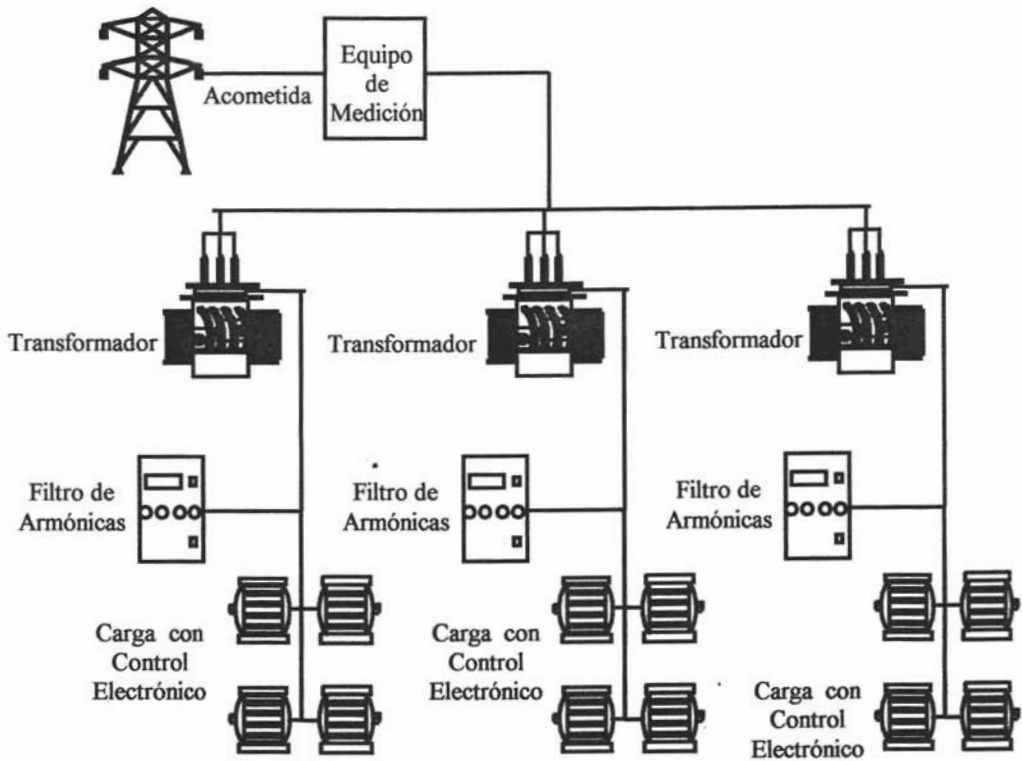 Equipo
de
Medición
Acometida
Transformador
Transformador
Transformador
Filtro de
Armónicas
Filtro de
Armónicas
Filtro de
Armónicas
Carga con
Control
Electrónico
Carga con
Control
Electrónico
Carga con
Control
Electrónico